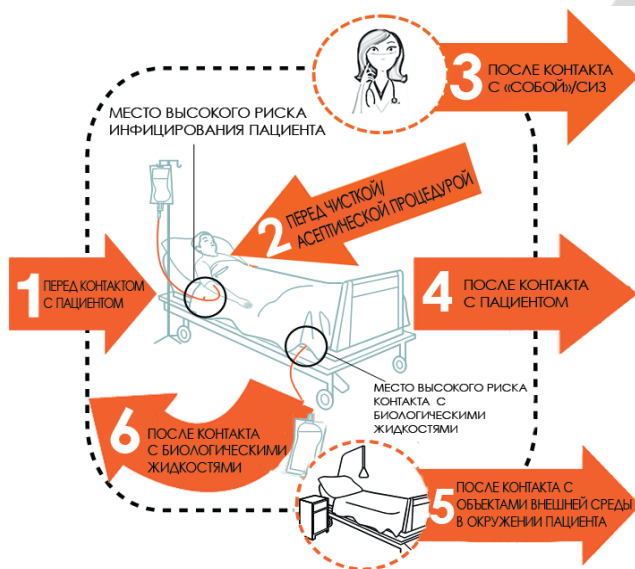 3
ПОСЛЕ КОНТАКТА
С «СОБОЙ»/СИЗ
МЕСТО ВЫСОКОГО РИСКА
ИНФИЦИРОВАНИЯ ПАЦИЕНТА
2
ПЕРЕД ЧИСТКОЙ/
АСЕПТИЧЕСКОЙ ПРОЦЕДУРОЙ
1
ПЕРЕД КОНТАКТОМ
С ПАЦИЕНТОМ
4
ПОСЛЕ КОНТАКТА
С ПАЦИЕНТОМ
МЕСТО ВЫСОКОГО РИСКА
КОНТАКТА С
БИОЛОГИЧЕСКИМИ
ЖИДКОСТЯМИ
6
ПОСЛЕ КОНТАКТА
С БИОЛОГИЧЕСКИМИ
ЖИДКОСТЯМИ
5
ПОСЛЕ КОНТАКТА С
ОБЪЕКТАМИ ВНЕШНЕЙ СРЕДЫ
В ОКРУЖЕНИИ ПАЦИЕНТА